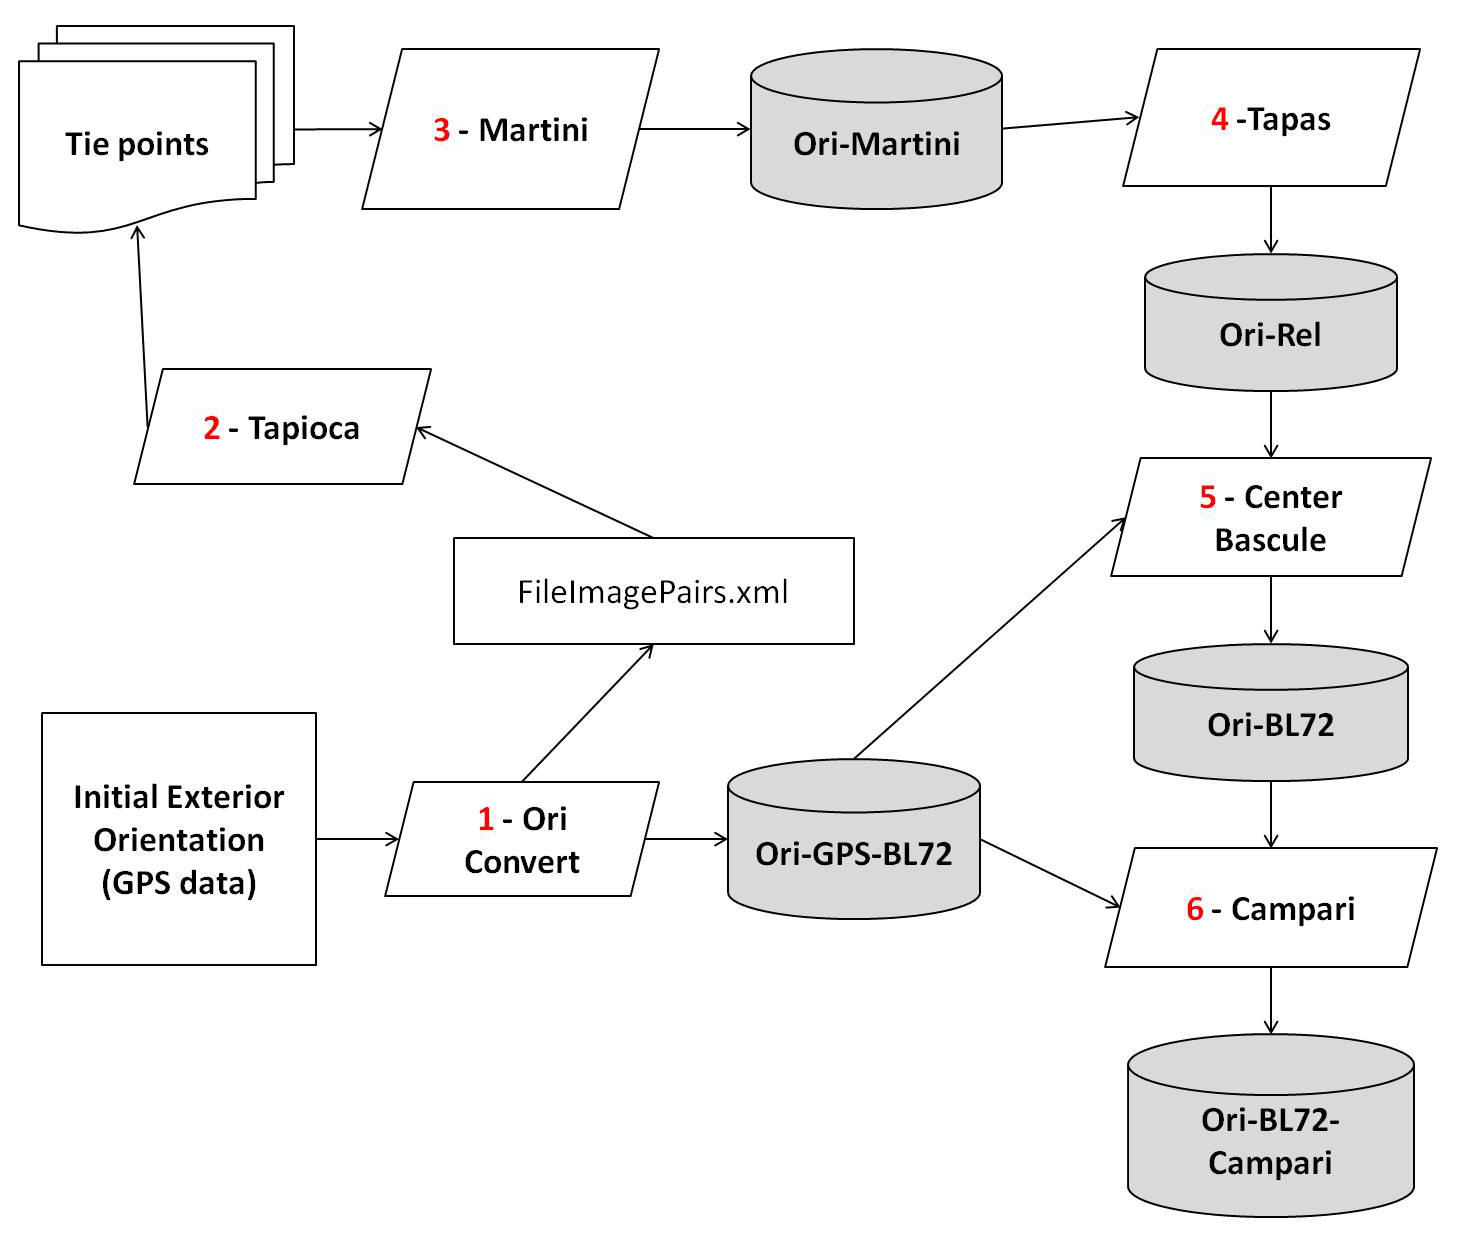 Tie points
3 - Martini
Ori-Martini
4 -Tapas
Ori-Rel
2 - Tapioca
5 - Center
Bascule
FileImagePairs.xml
Ori-BL72
Initial Exterior
Orientation
(GPS data)
1 - Ori
Convert
Ori-GPS-BL72
6 - Campari
Ori-BL72-
Campari